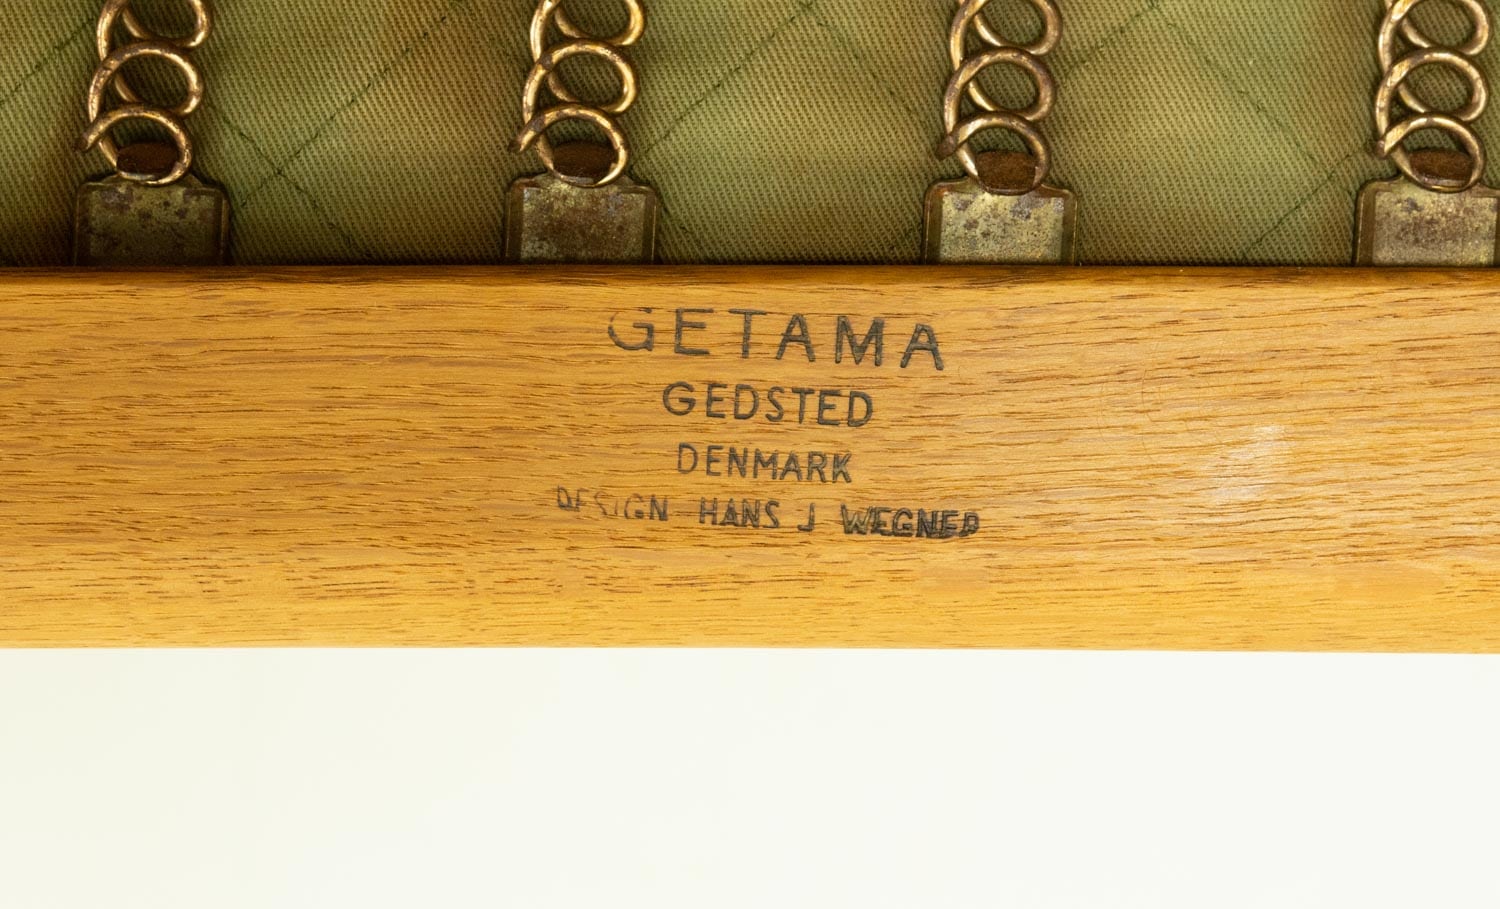 GETAMA
GEDSTED
DENMARK
DESIGN HANS J WEGNER